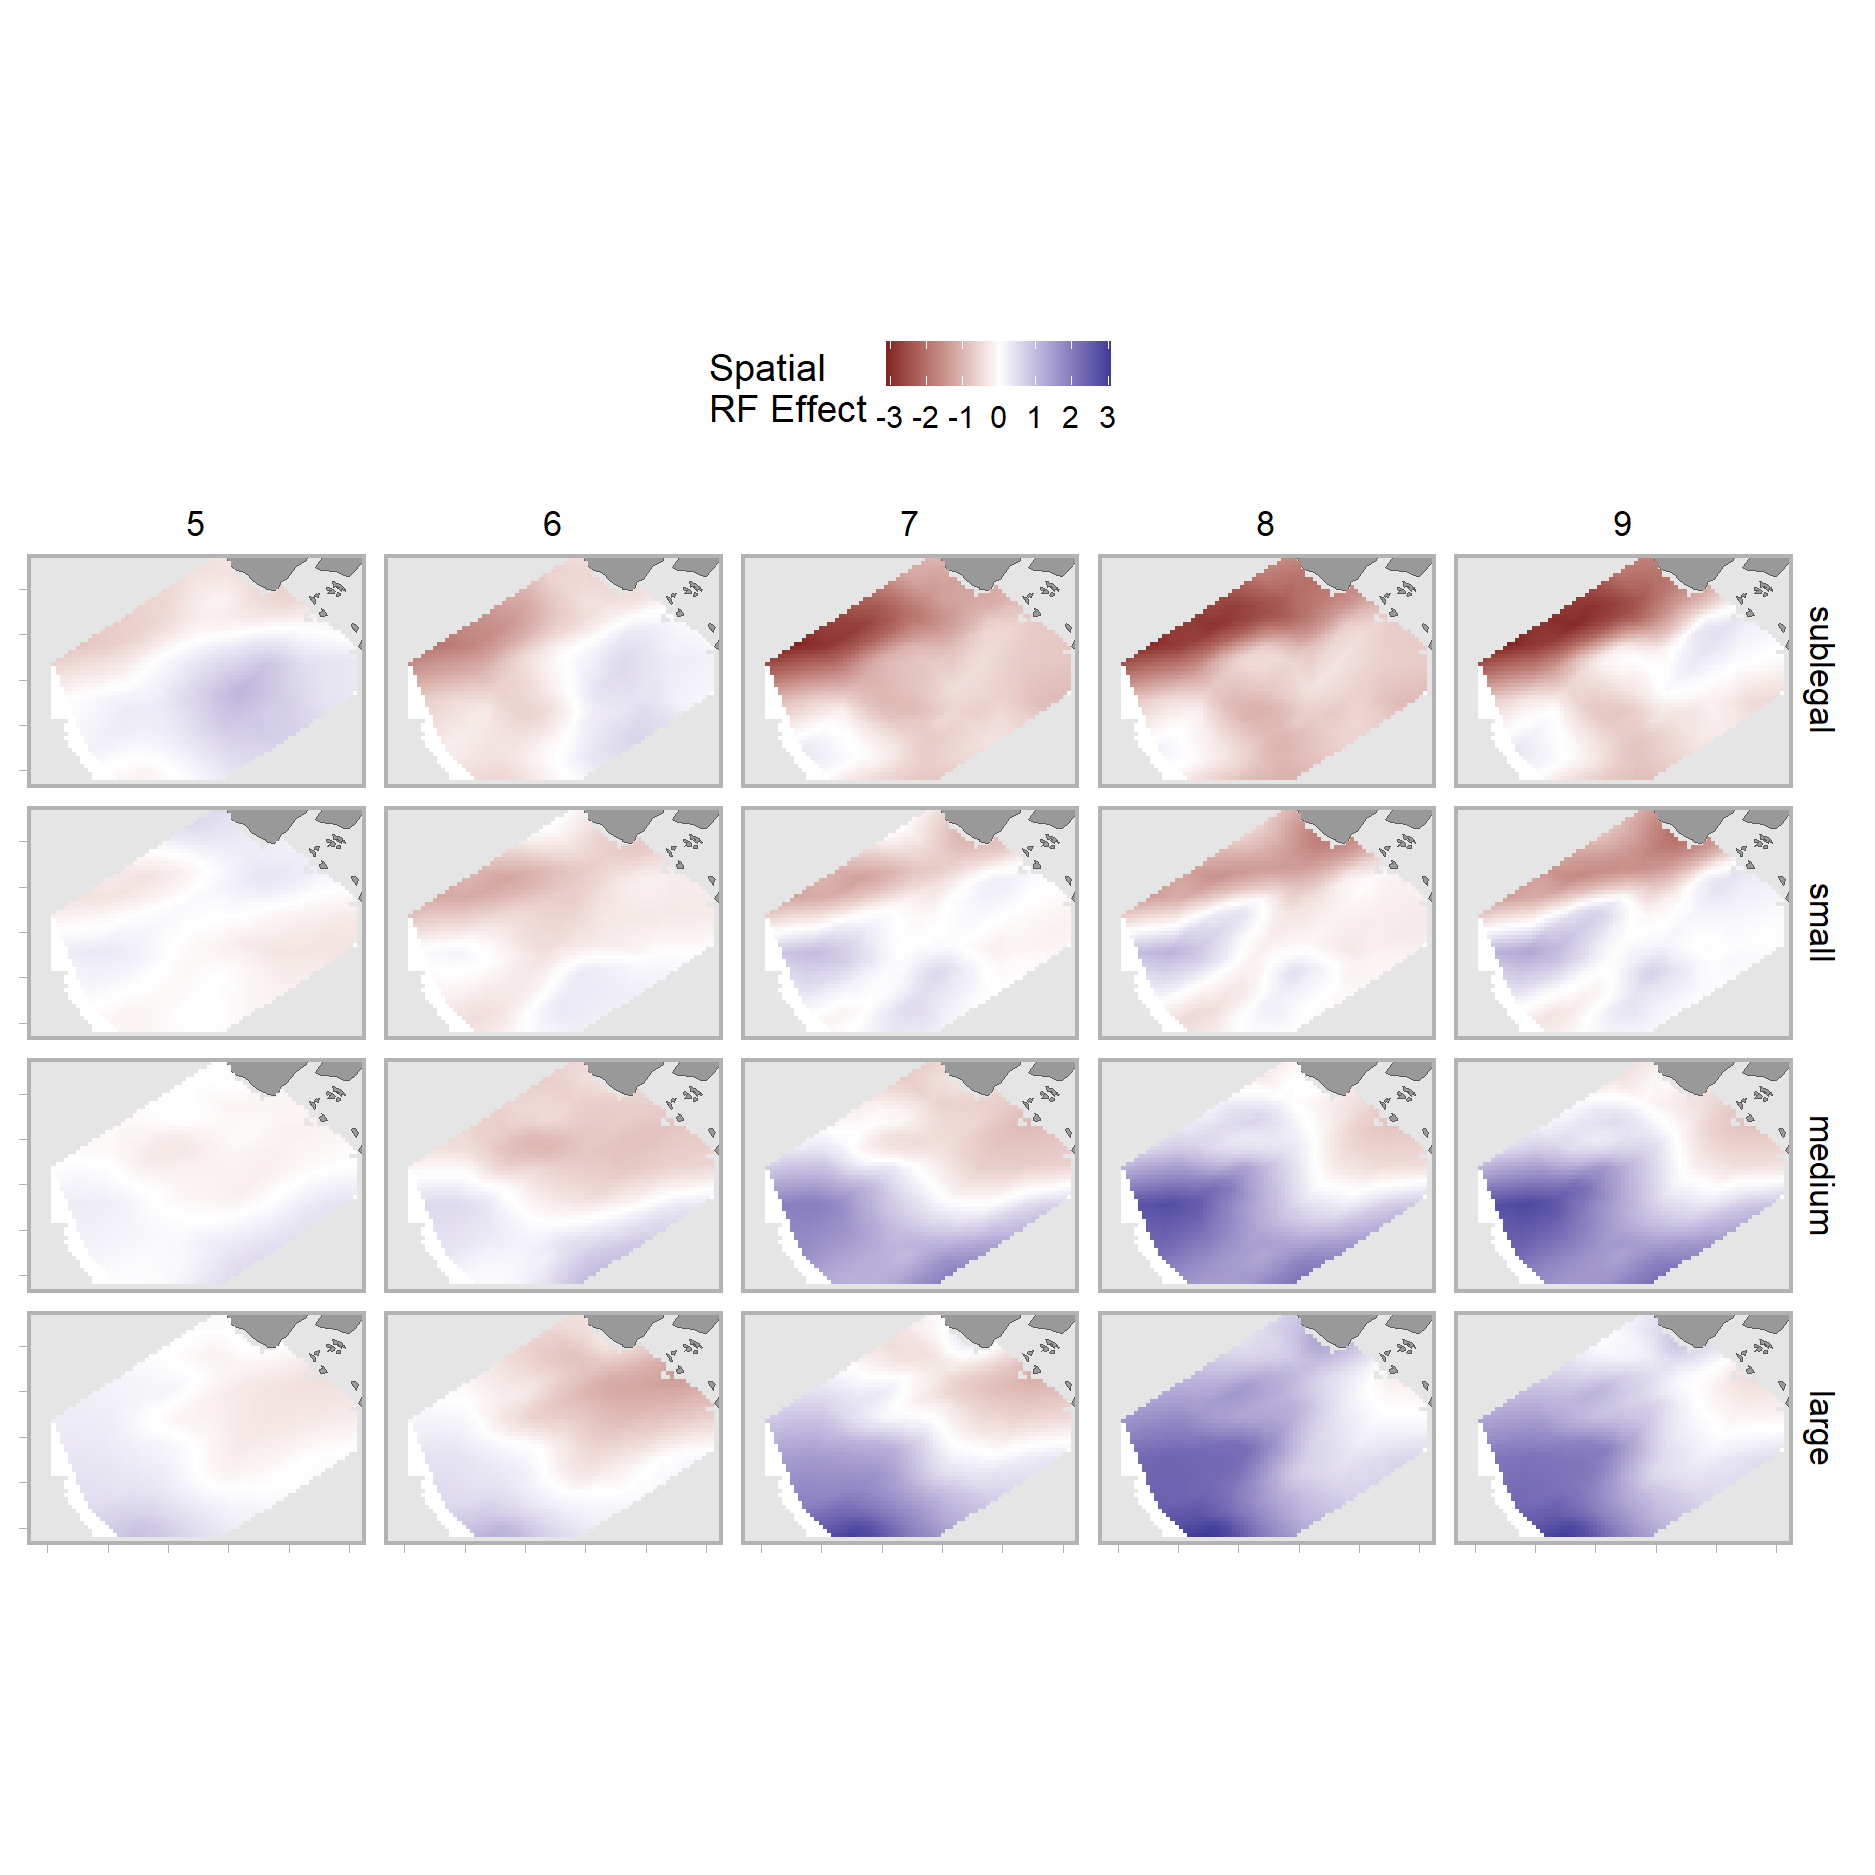 Spatial
RF Effect
-3 -2 -1 0 1 2 3
5 6 7 8 9
sublegal
small
medium
large